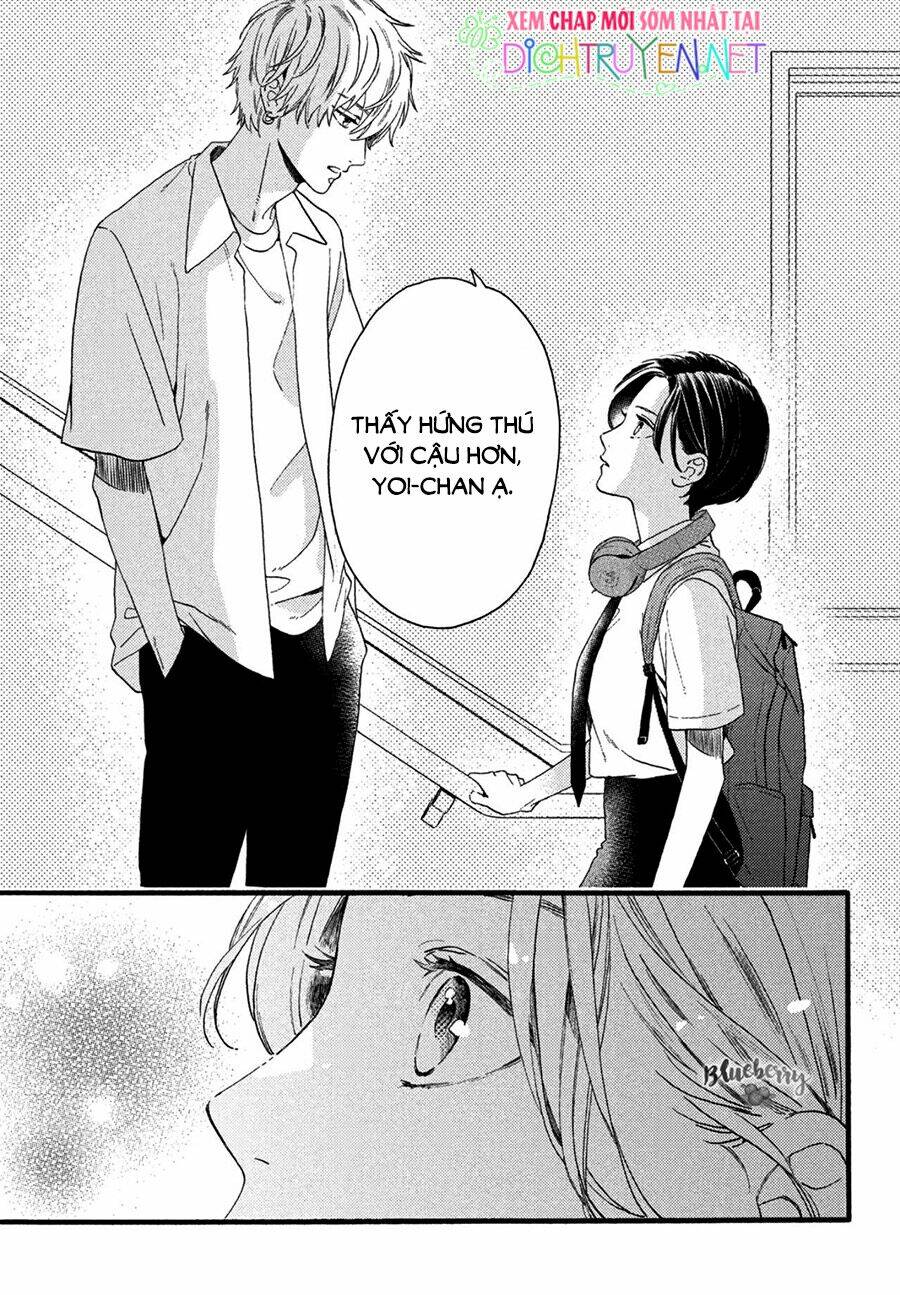 XEM CHAP MỚI SỚM NHẤT TẠI
DICHTRUYEN.NET
THẤY HỨNG THÚ
VỚI CẬU HƠN,
YOI-CHAN Ạ.
Blueberry